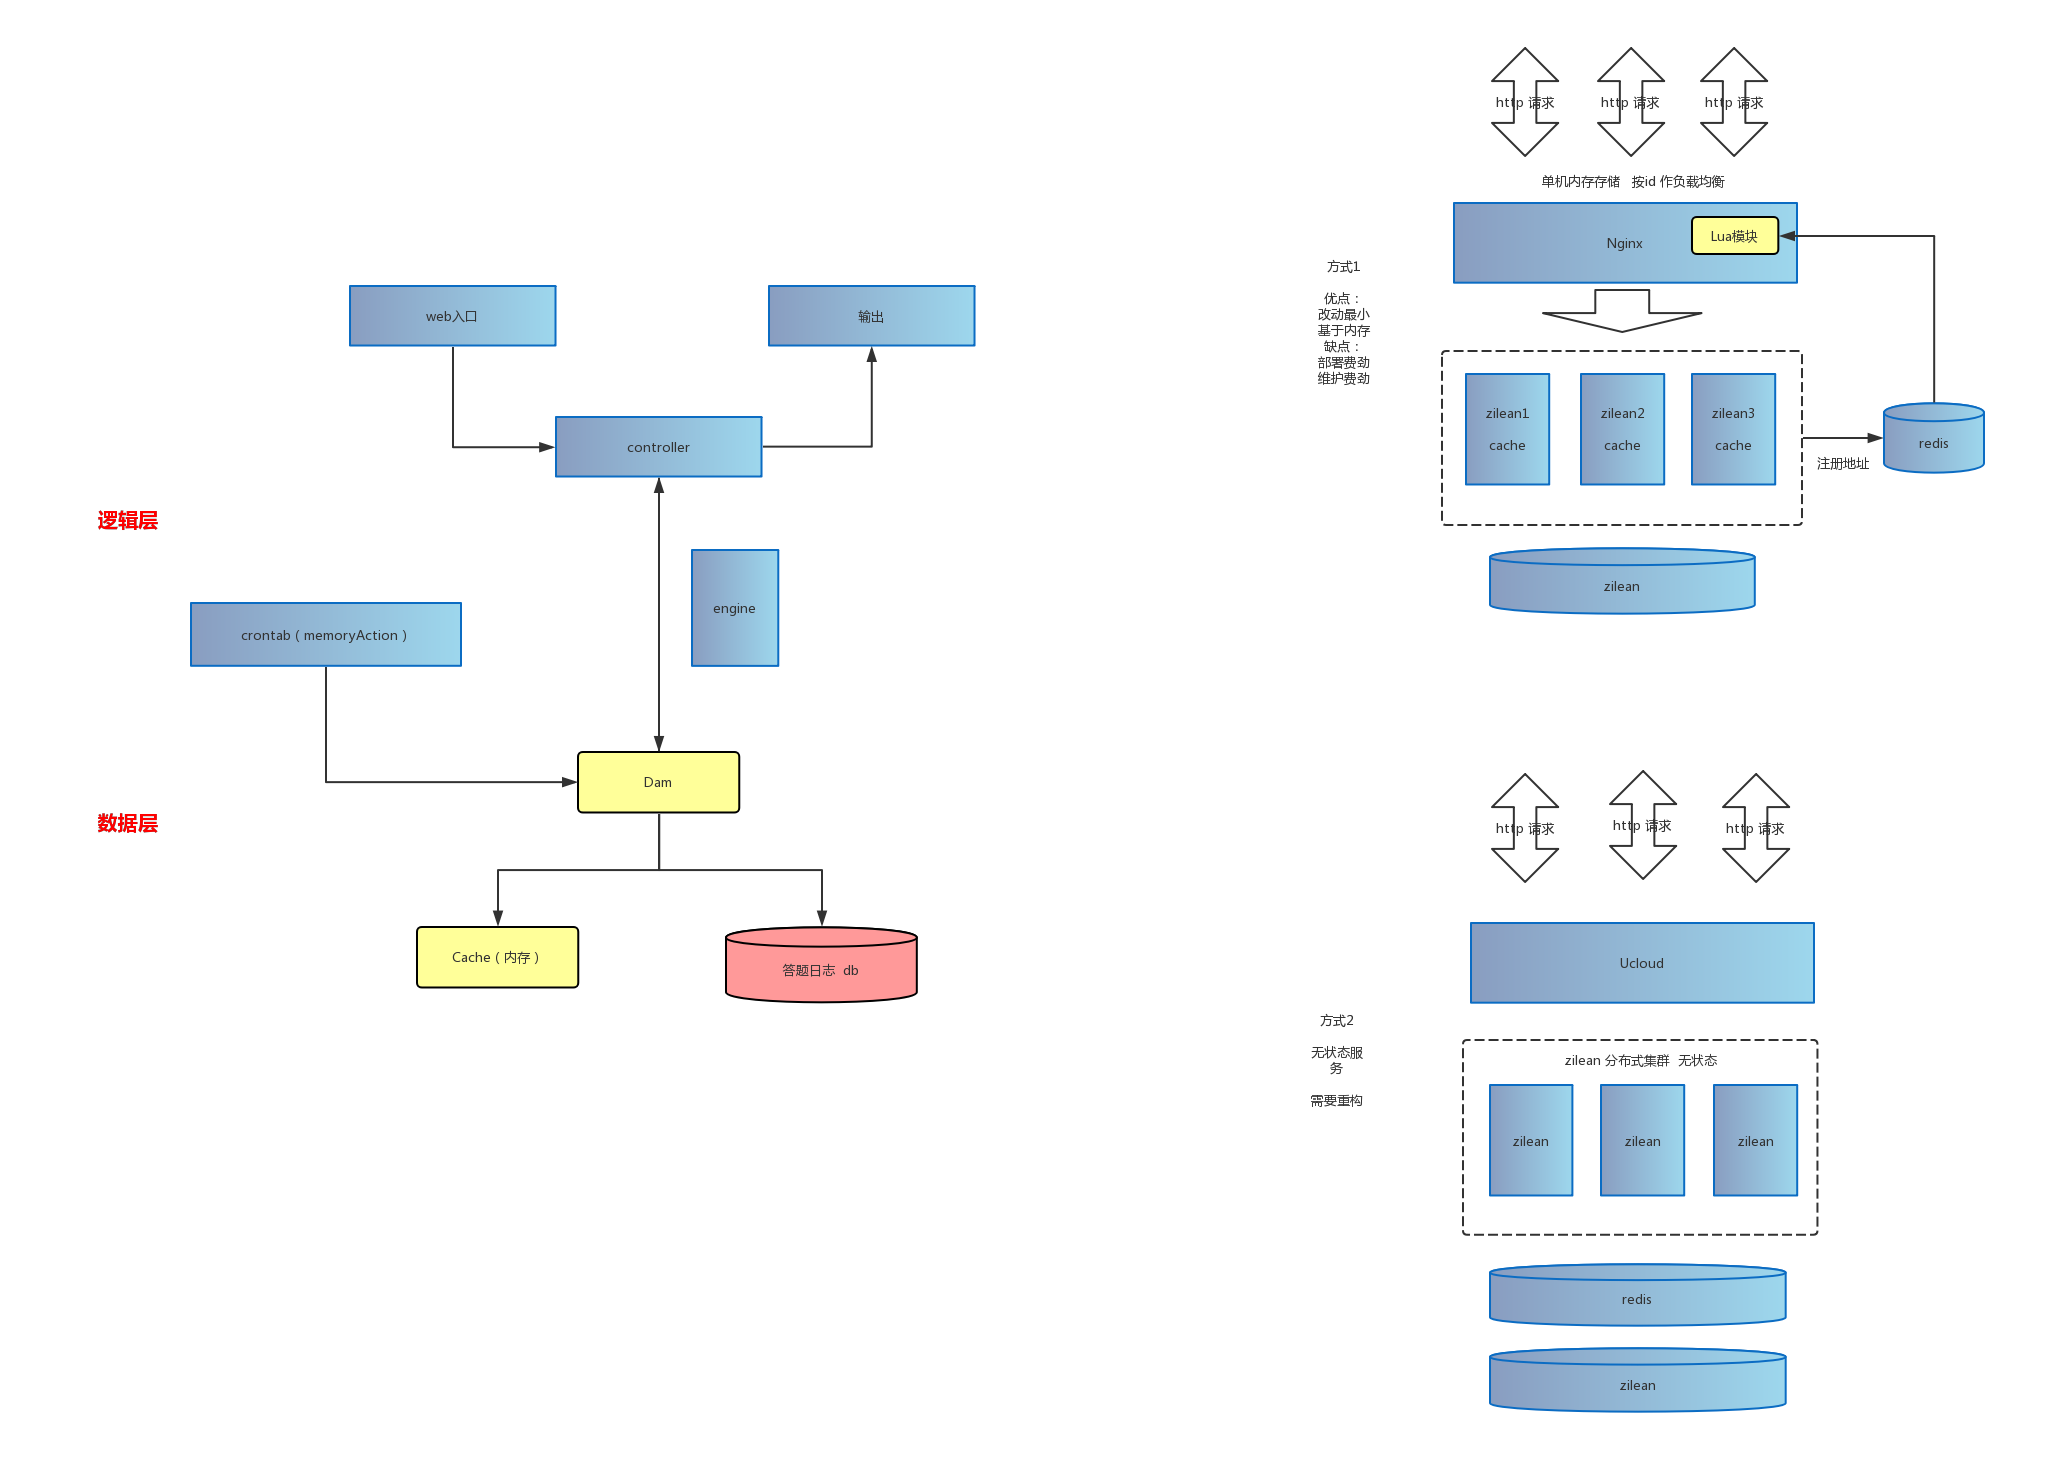 web入口
输出
controller
逻辑层
engine
crontab（memoryAction）
Dam
数据层
Cache（内存）
答题日志  db
http 请求
http 请求
http 请求
单机内存存储   按id 作负载均衡
Nginx
Lua模块
方式1
优点：
改动最小
基于内存
缺点：
部署费劲
维护费劲
zilean1
cache
zilean2
cache
zilean3
cache
注册地址
redis
zilean
http 请求
http 请求
http 请求
Ucloud
方式2
无状态服
务
需要重构
zilean 分布式集群  无状态
zilean
zilean
zilean
redis
zilean